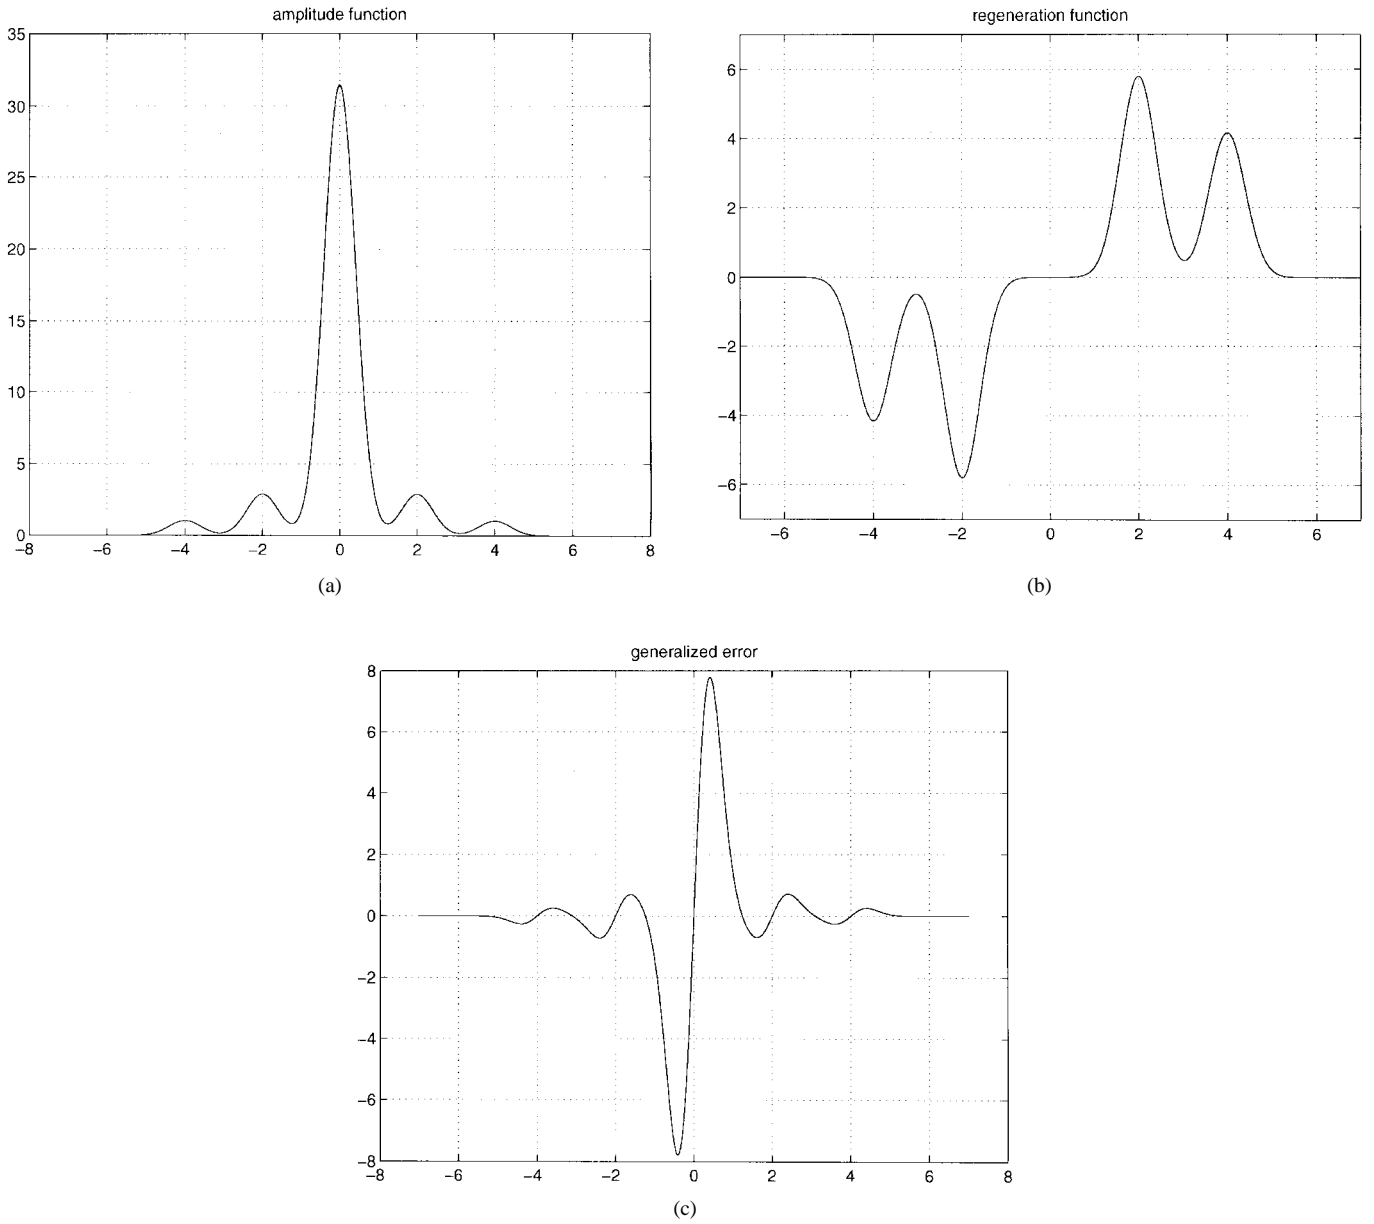 amplitude function
35
30
25
20
15
10
5
0
−8 −6 −4 −2 0 2 4 6 8
(a)
regeneration function
6
4
2
0
−2
−4
−6
−6 −4 −2 0 2 4 6
(b)
generalized error
8
6
4
2
0
−2
−4
−6
−8
−8 −6 −4 −2 0 2 4 6 8
(c)